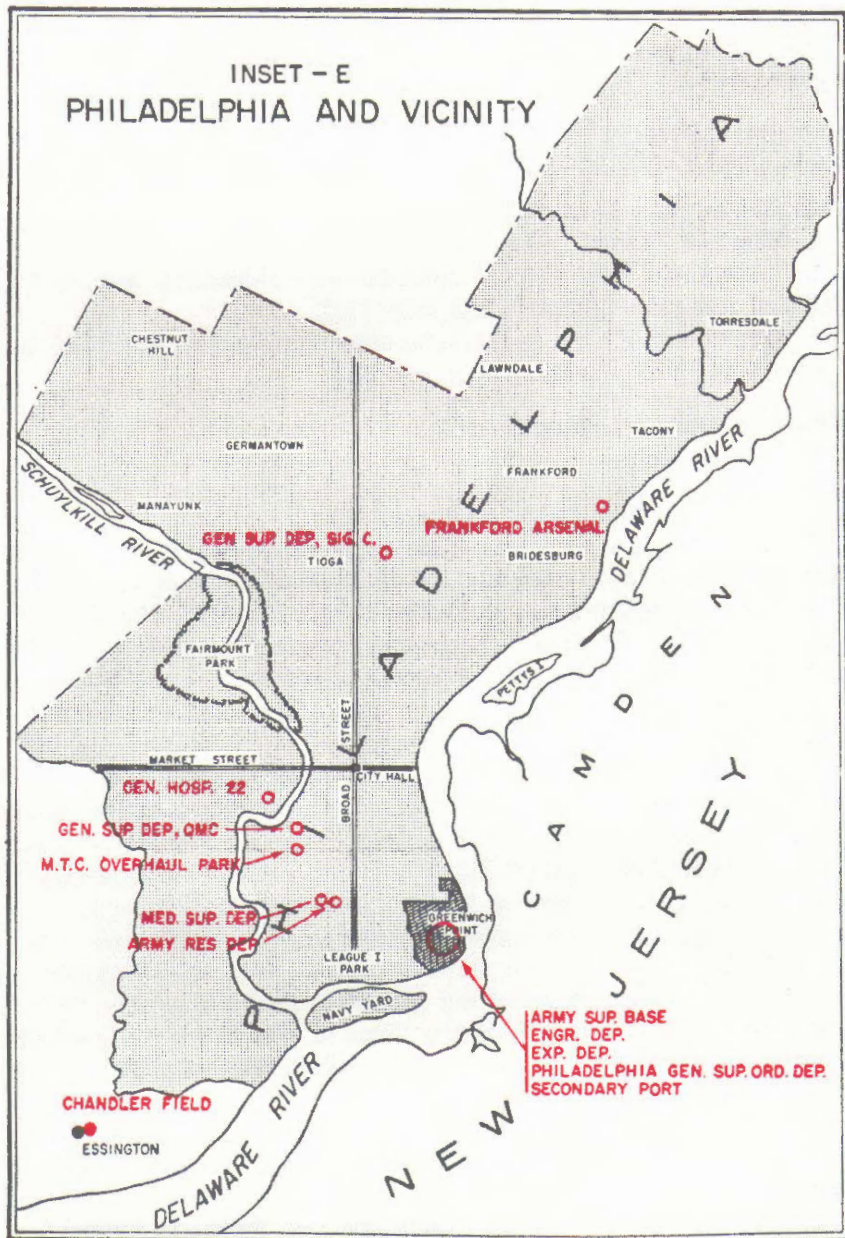 INSET - E
PHILADELPHIA AND VICINITY
PHILADELPHIA
CHESTNUT
HILL
TORRESDALE
LAWNDALE
GERMANTOWN
TACONY
FRANKFORD
MANAYUNK
SCHUYLKILL RIVER
GEN SUP. DEP, SIG. C.
TIOGA
FRANKFORD ARSENAL
BRIDESBURG
DELAWARE RIVER
FAIRMOUNT
PARK
PETTYS I.
CAMDEN
MARKET STREET
CITY HALL
BROAD STREET
GEN. HOSP. 22
GEN. SUP DEP, QMC
M.T.C. OVERHAUL PARK
MED. SUP. DEP
ARMY RES DEP
GREENWICH
POINT
LEAGUE I
PARK
NAVY YARD
NEW JERSEY
ARMY SUP. BASE
ENGR. DEP.
EXP. DEP.
PHILADELPHIA GEN. SUP. ORD. DEP.
SECONDARY PORT
CHANDLER FIELD
ESSINGTON
DELAWARE RIVER